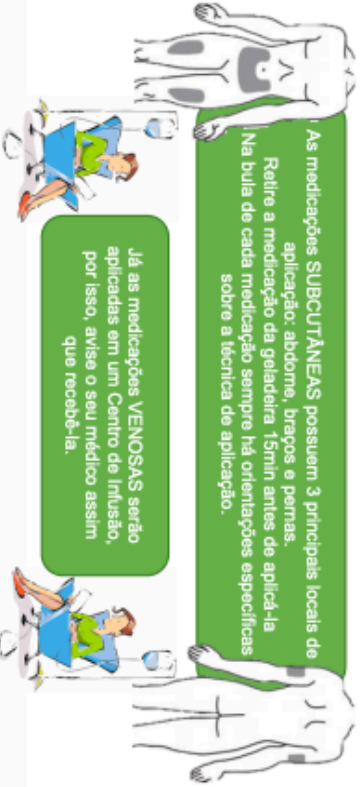 As medicações SUBCUTÂNEAS possuem 3 principais locais de
aplicação: abdome, braços e pernas.
Retire a medicação da geladeira 15min antes de aplicá-la
Na bula de cada medicação sempre há orientações específicas
sobre a técnica de aplicação.
Já as medicações VENOSAS serão
aplicadas em um Centro de Infusão,
por isso, avise o seu médico assim
que recebê-la.